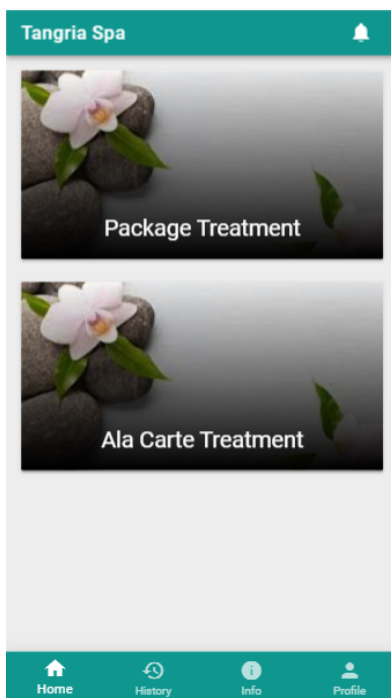 Tangria Spa
Package Treatment
Ala Carte Treatment
Home
History
Info
Profile